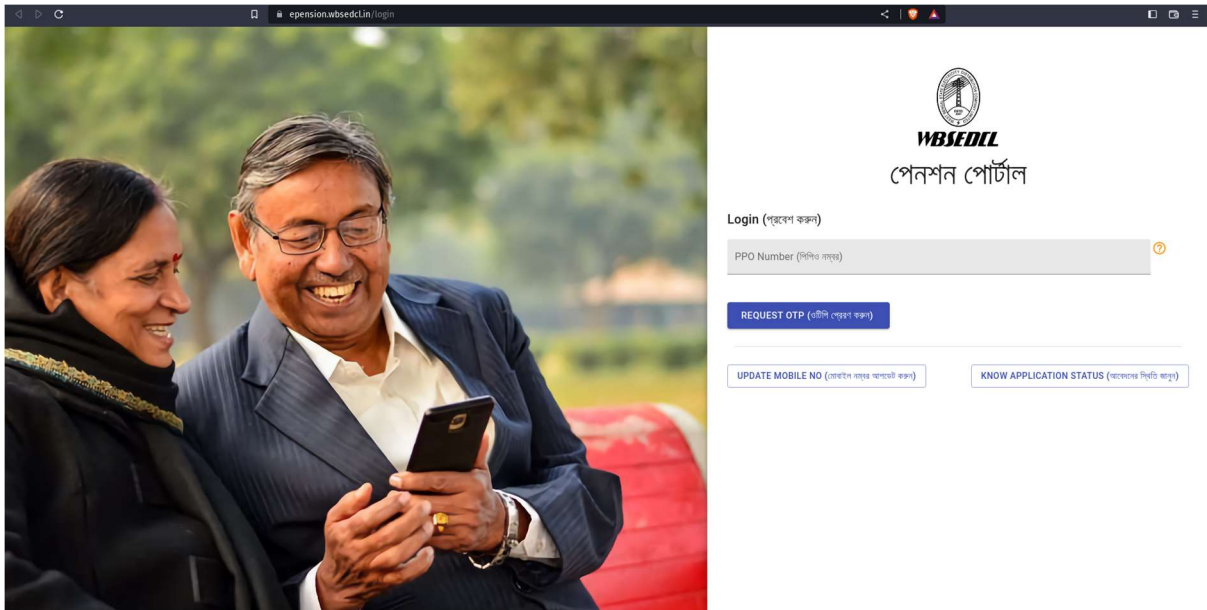 epension.wbsedcl.in/login
WBSEDCL
পেনশন পোর্টাল
Login (প্রবেশ করুন)
PPO Number (পিপিও নম্বর)
REQUEST OTP (ওটিপি প্রেরণ করুন)
UPDATE MOBILE NO (মোবাইল নম্বর আপডেট করুন)
KNOW APPLICATION STATUS (আবেদনের স্থিতি জানুন)